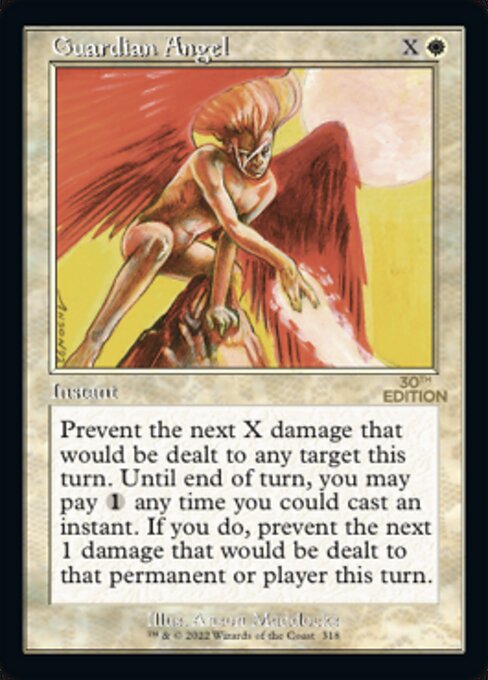 Guardian Angel X
Instant
30TH
EDITION
Prevent the next X damage that
would be dealt to any target this
turn. Until end of turn, you may
pay 1 any time you could cast an
instant. If you do, prevent the next
1 damage that would be dealt to
that permanent or player this turn.
Illus. Anson Maddocks
™ & © 2022 Wizards of the Coast 318